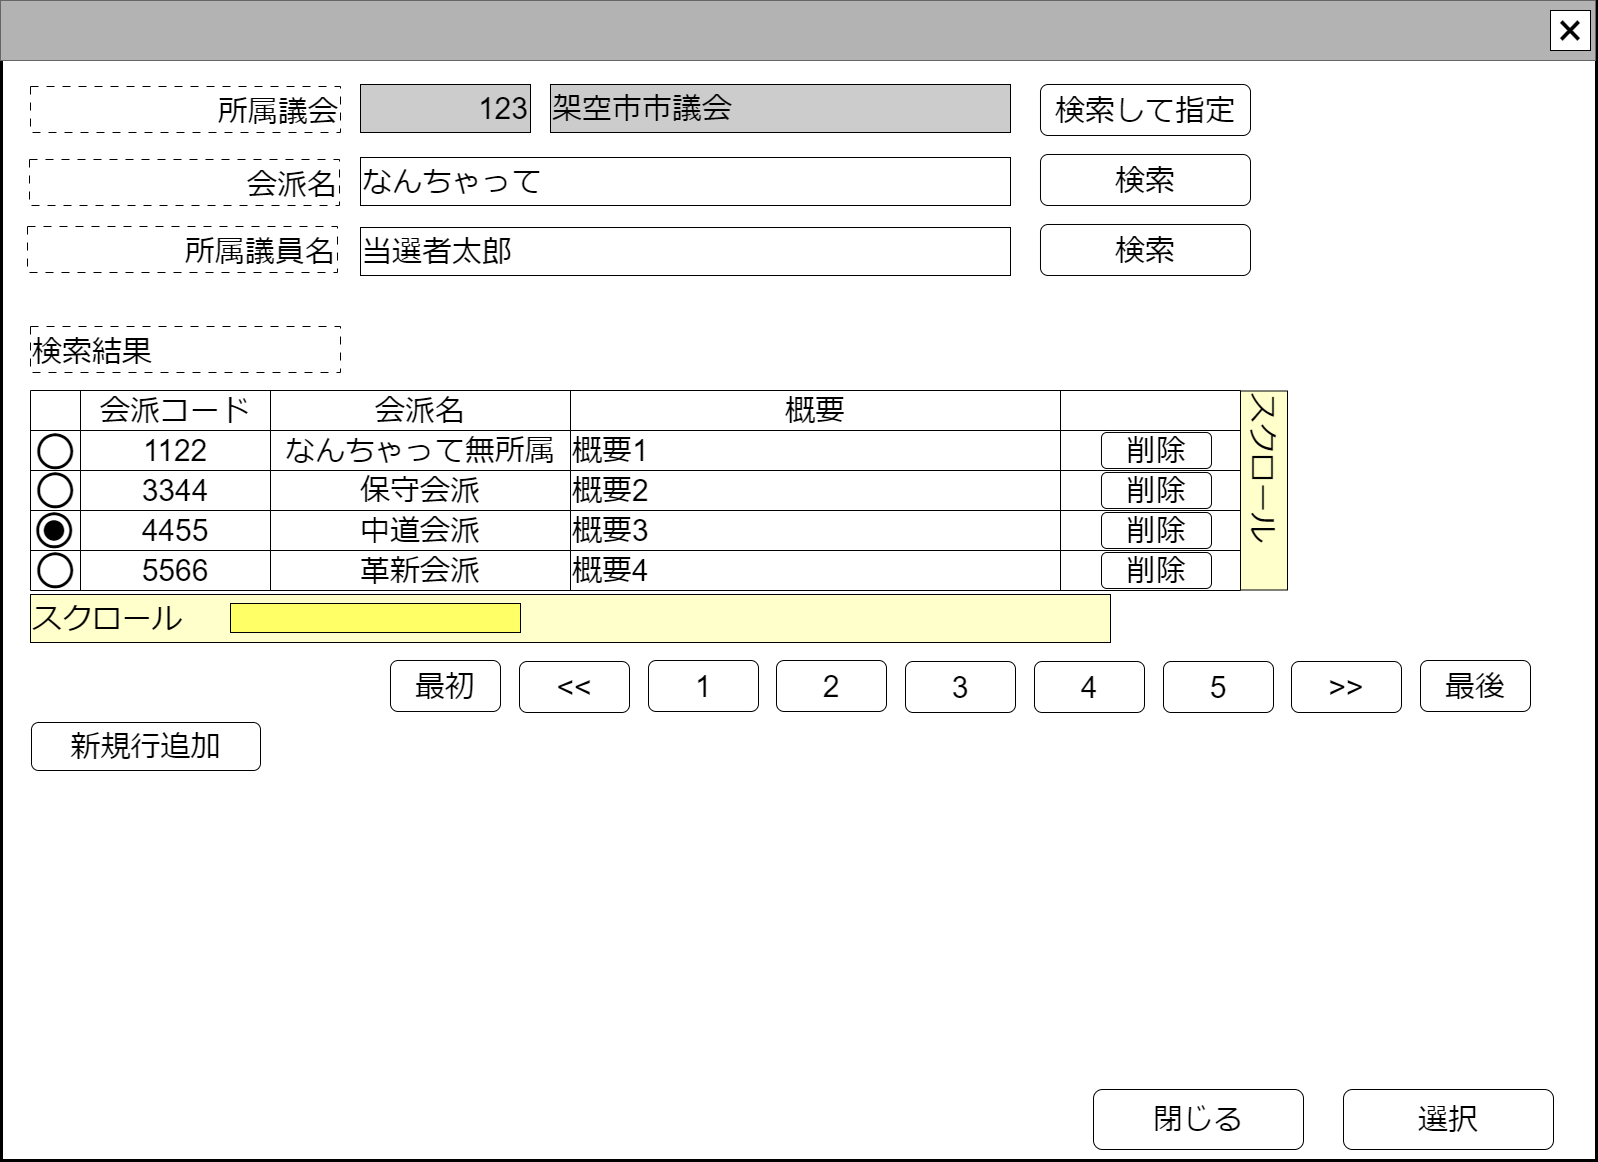 所属議会 123 架空市市議会 検索して指定
会派名 なんちゃって 検索
所属議員名 当選者太郎 検索
検索結果
会派コード 会派名 概要
1122 なんちゃって無所属 概要1 削除
3344 保守会派 概要2 削除
4455 中道会派 概要3 削除
5566 革新会派 概要4 削除
スクロール
スクロール
最初 << 1 2 3 4 5 >> 最後
新規行追加
閉じる 選択